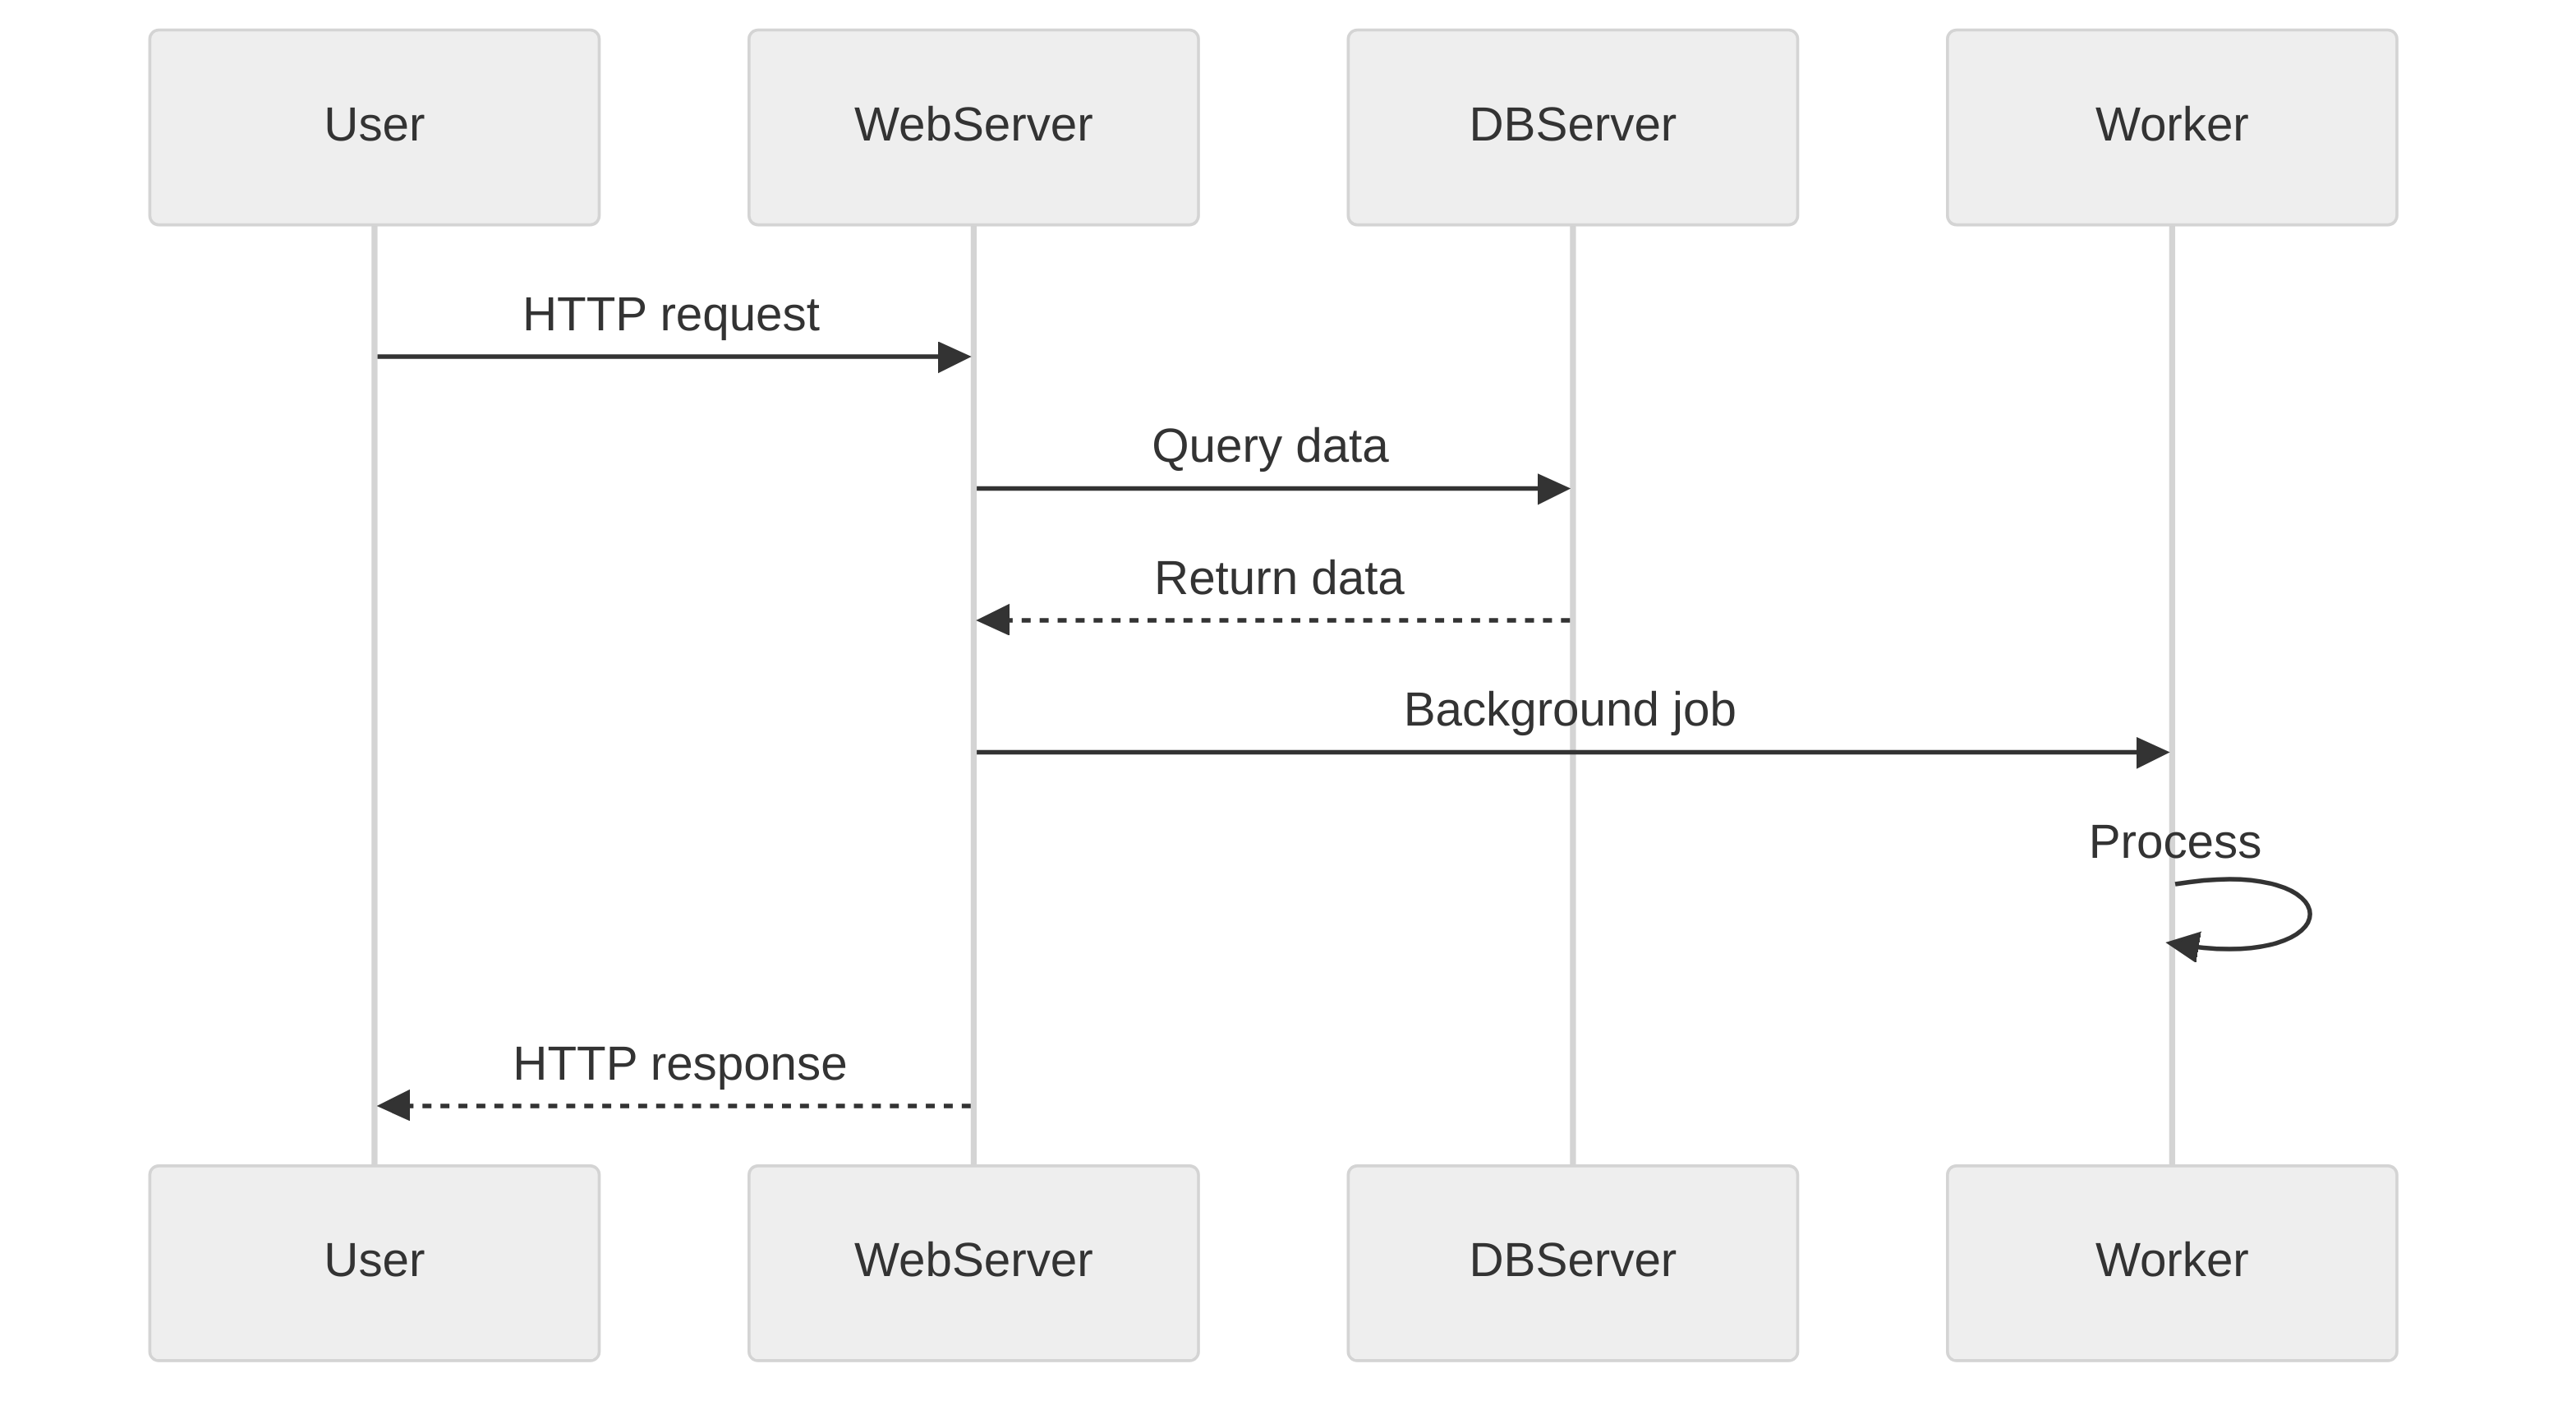 User
WebServer
DBServer
Worker
HTTP request
Query data
Return data
Background job
Process
HTTP response
User
WebServer
DBServer
Worker